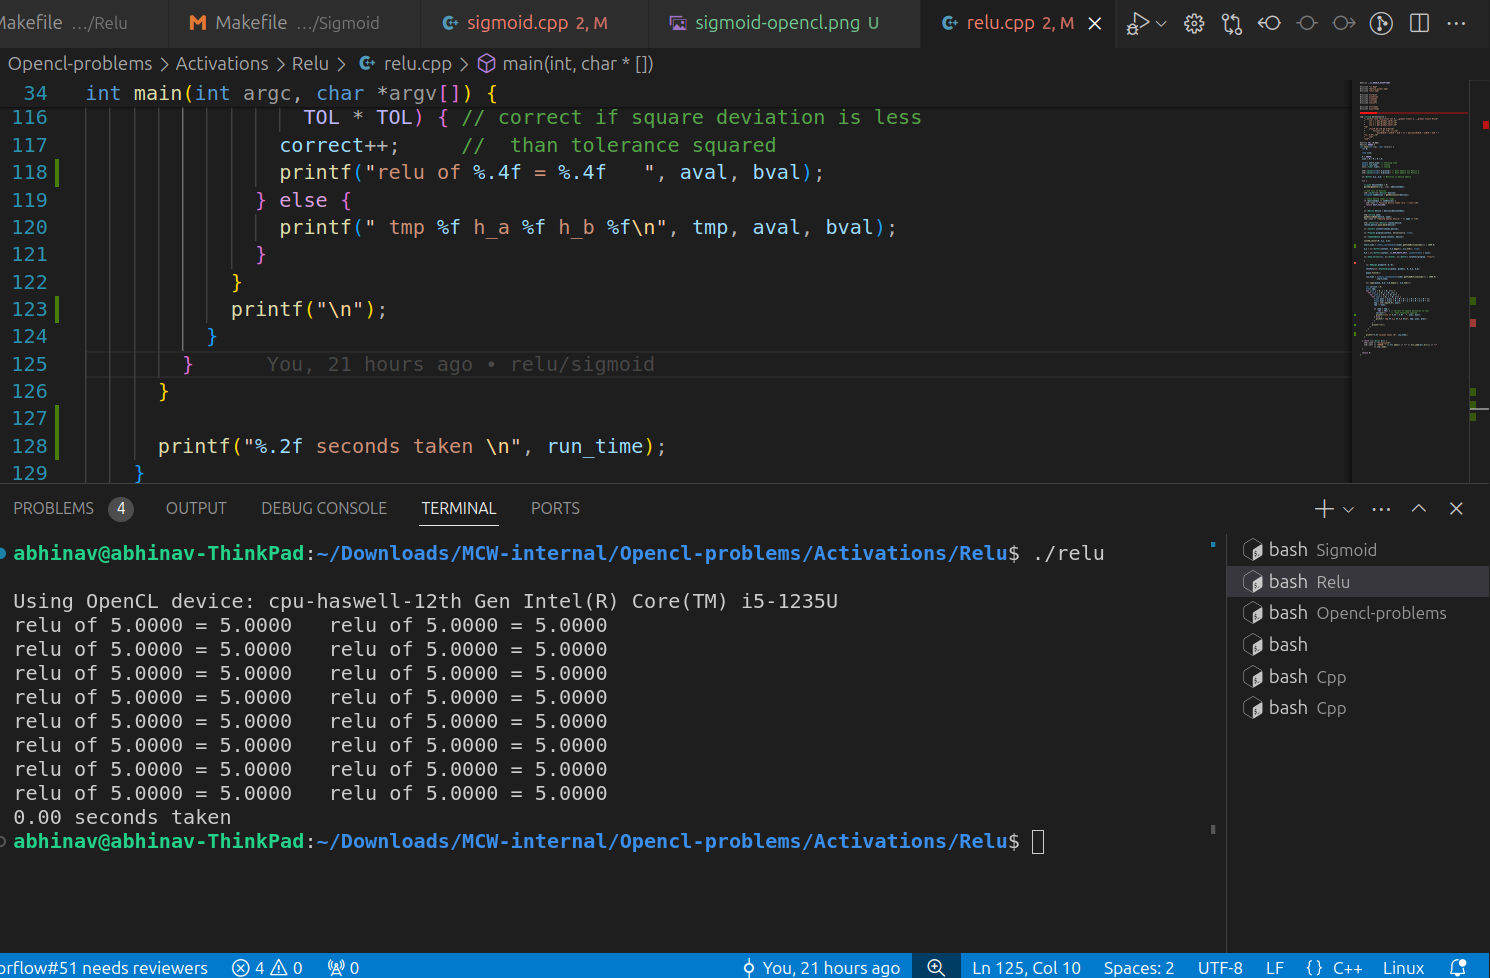 Makefile .../Relu
Makefile .../Sigmoid
sigmoid.cpp 2, M
sigmoid-opencl.png U
relu.cpp 2, M
Opencl-problems > Activations > Relu > relu.cpp > main(int, char * [])
34 int main(int argc, char *argv[]) {
116 TOL * TOL) { // correct if square deviation is less
117 correct++; // than tolerance squared
118 printf("relu of %.4f = %.4f   ", aval, bval);
119 } else {
120 printf(" tmp %f h_a %f h_b %f\n", tmp, aval, bval);
121 }
122 }
123 printf("\n");
124 }
125 } You, 21 hours ago • relu/sigmoid
126 }
127
128 printf("%.2f seconds taken \n", run_time);
129 }
PROBLEMS 4 OUTPUT DEBUG CONSOLE TERMINAL PORTS
abhinav@abhinav-ThinkPad:~/Downloads/MCW-internal/Opencl-problems/Activations/Relu$ ./relu
Using OpenCL device: cpu-haswell-12th Gen Intel(R) Core(TM) i5-1235U
relu of 5.0000 = 5.0000   relu of 5.0000 = 5.0000
relu of 5.0000 = 5.0000   relu of 5.0000 = 5.0000
relu of 5.0000 = 5.0000   relu of 5.0000 = 5.0000
relu of 5.0000 = 5.0000   relu of 5.0000 = 5.0000
relu of 5.0000 = 5.0000   relu of 5.0000 = 5.0000
relu of 5.0000 = 5.0000   relu of 5.0000 = 5.0000
relu of 5.0000 = 5.0000   relu of 5.0000 = 5.0000
relu of 5.0000 = 5.0000   relu of 5.0000 = 5.0000
0.00 seconds taken
abhinav@abhinav-ThinkPad:~/Downloads/MCW-internal/Opencl-problems/Activations/Relu$
bash Sigmoid
bash Relu
bash Opencl-problems
bash
bash Cpp
bash Cpp
orflow#51 needs reviewers 4 0 0 You, 21 hours ago Ln 125, Col 10 Spaces: 2 UTF-8 LF {} C++ Linux